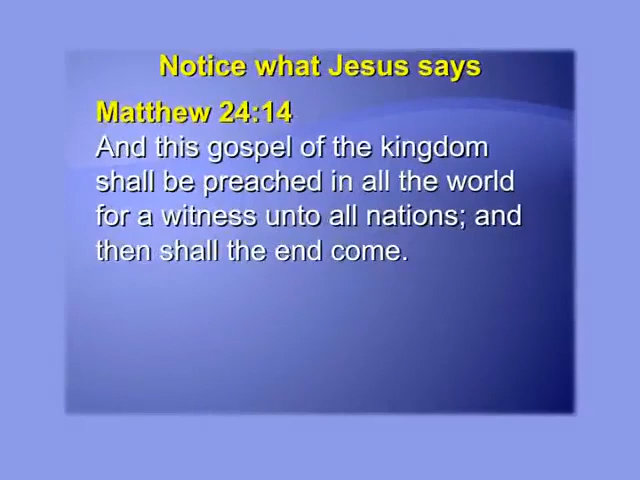 Notice what Jesus says
Matthew 24:14
And this gospel of the kingdom
shall be preached in all the world
for a witness unto all nations; and
then shall the end come.